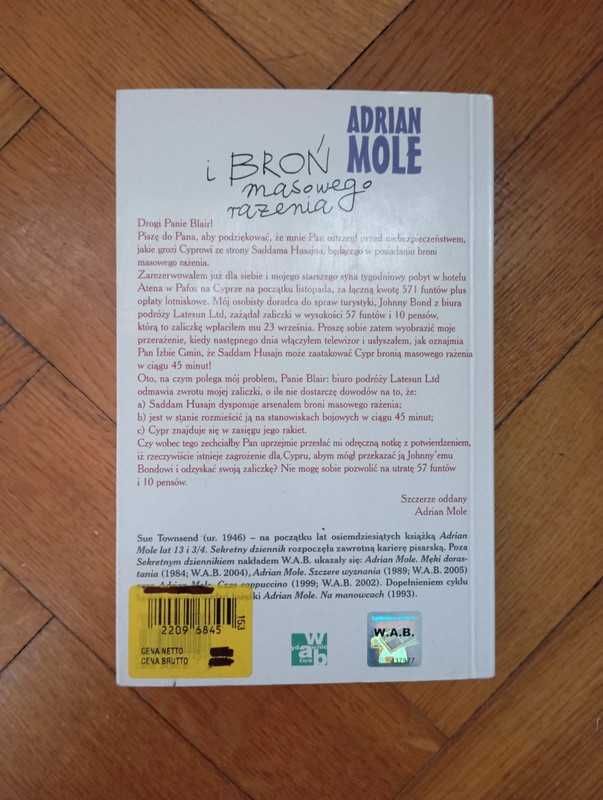 ADRIAN
MOLE
i BROŃ
masowego
rażenia
Drogi Panie Blair!
Piszę do Pana, aby podziękować, że mnie Pan ostrzegł przed niebezpieczeństwem,
jakie grozi Cyprowi ze strony Saddama Husajna, będącego w posiadaniu broni
masowego rażenia.
Zarezerwowałem już dla siebie i mojego starszego syna tygodniowy pobyt w hotelu
Atena w Pafos na Cyprze na początku listopada, za łączną kwotę 571 funtów plus
opłaty lotniskowe. Mój osobisty doradca do spraw turystyki, Johnny Bond z biura
podróży Latesun Ltd, zażądał zaliczki w wysokości 57 funtów i 10 pensów,
którą to zaliczkę wpłaciłem mu 23 września. Proszę sobie zatem wyobrazić moje
przerażenie, kiedy następnego dnia włączyłem telewizor i usłyszałem, jak oznajmia
Pan Izbie Gmin, że Saddam Husajn może zaatakować Cypr bronią masowego rażenia
w ciągu 45 minut!
Oto, na czym polega mój problem, Panie Blair: biuro podróży Latesun Ltd
odmawia zwrotu mojej zaliczki, o ile nie dostarczę dowodów na to, że:
a) Saddam Husajn dysponuje arsenałem broni masowego rażenia;
b) jest w stanie rozmieścić ją na stanowiskach bojowych w ciągu 45 minut;
c) Cypr znajduje się w zasięgu jego rakiet.
Czy wobec tego zechciałby Pan uprzejmie przesłać mi odręczną notkę z potwierdzeniem,
iż rzeczywiście istnieje zagrożenie dla Cypru, abym mógł przekazać ją Johnny'emu
Bondowi i odzyskać swoją zaliczkę? Nie mogę sobie pozwolić na utratę 57 funtów
i 10 pensów.
Szczerze oddany
Adrian Mole
Sue Townsend (ur. 1946) – na początku lat osiemdziesiątych książką Adrian
Mole lat 13 i 3/4. Sekretny dziennik rozpoczęła zawrotną karierę pisarską. Poza
Sekretnym dziennikiem nakładem W.A.B. ukazały się: Adrian Mole. Męki doras-
tania (1984; W.A.B. 2004), Adrian Mole. Szczere wyznania (1989; W.A.B. 2005)
oraz Adrian Mole. Czas cappuccino (1999; W.A.B. 2002). Dopełnieniem cyklu
Adrian Mole. Na manowcach (1993).
153
2209 6845
CENA NETTO
CENA BRUTTO
wydawnictwo
wab
W.A.B.